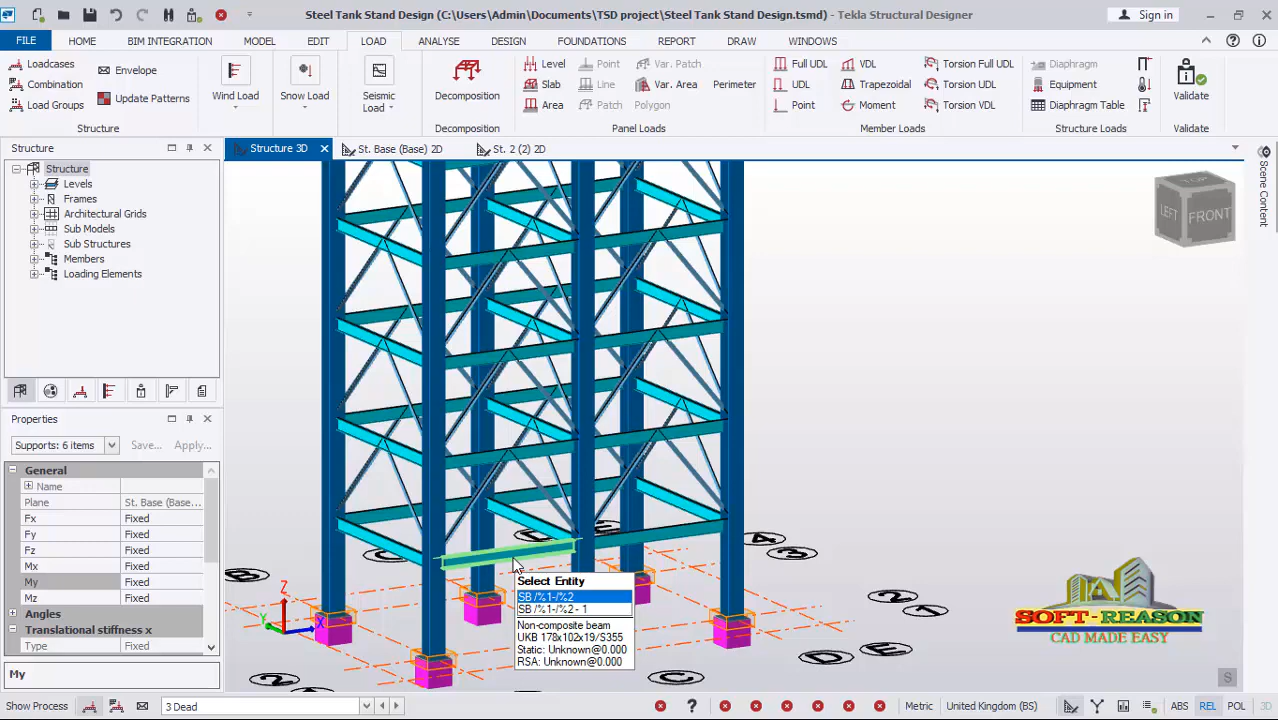 Steel Tank Stand Design (C:\Users\Admin\Documents\TSD project\Steel Tank Stand Design.tsmd) - Tekla Structural Designer
Sign in
FILE HOME BIM INTEGRATION MODEL EDIT LOAD ANALYSE DESIGN FOUNDATIONS REPORT DRAW WINDOWS
Loadcases
Combination
Load Groups
Envelope
Update Patterns
Structure
Wind Load
Snow Load
Seismic Load
Decomposition
Decomposition
Level
Slab
Area
Point
Line
Patch
Var. Patch
Var. Area
Polygon
Perimeter
Panel Loads
Full UDL
UDL
Point
VDL
Trapezoidal
Moment
Torsion Full UDL
Torsion UDL
Torsion VDL
Member Loads
Diaphragm
Equipment
Diaphragm Table
Structure Loads
Validate
Validate
Structure
Structure
Levels
Frames
Architectural Grids
Sub Models
Sub Structures
Members
Loading Elements
Structure 3D
St. Base (Base) 2D
St. 2 (2) 2D
TOP
LEFT
FRONT
Scene Content
Properties
Supports: 6 items
Save...
Apply...
General
Name
Plane St. Base (Base...
Fx Fixed
Fy Fixed
Fz Fixed
Mx Fixed
My Fixed
Mz Fixed
Angles
Translational stiffness - x
Type Fixed
My
Select Entity
SB /%1-/%2
SB /%1-/%2 - 1
Non-composite beam
UKB 178x102x19/S355
Static: Unknown@0.000
RSA: Unknown@0.000
B
C
E
4
3
2
1
E
D
C
2
Z
Y
X
SOFT-REASON
CAD MADE EASY
S
Show Process
3 Dead
Metric
United Kingdom (BS)
ABS
REL
POL
3D